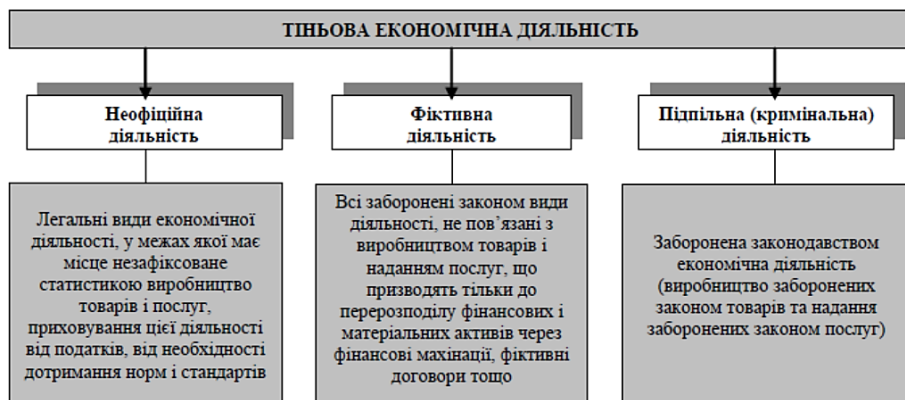 ТІНЬОВА ЕКОНОМІЧНА ДІЯЛЬНІСТЬ
Неофіційна
діяльність
Фіктивна
діяльність
Підпільна (кримінальна)
діяльність
Легальні види економічної
діяльності, у межах якої має
місце незафіксоване
статистикою виробництво
товарів і послуг,
приховування цієї діяльності
від податків, від необхідності
дотримання норм і стандартів
Всі заборонені законом види
діяльності, не пов’язані з
виробництвом товарів і
наданням послуг, що
призводять тільки до
перерозподілу фінансових і
матеріальних активів через
фінансові махінації, фіктивні
договори тощо
Заборонена законодавством
економічна діяльність
(виробництво заборонених
законом товарів та надання
заборонених законом послуг)